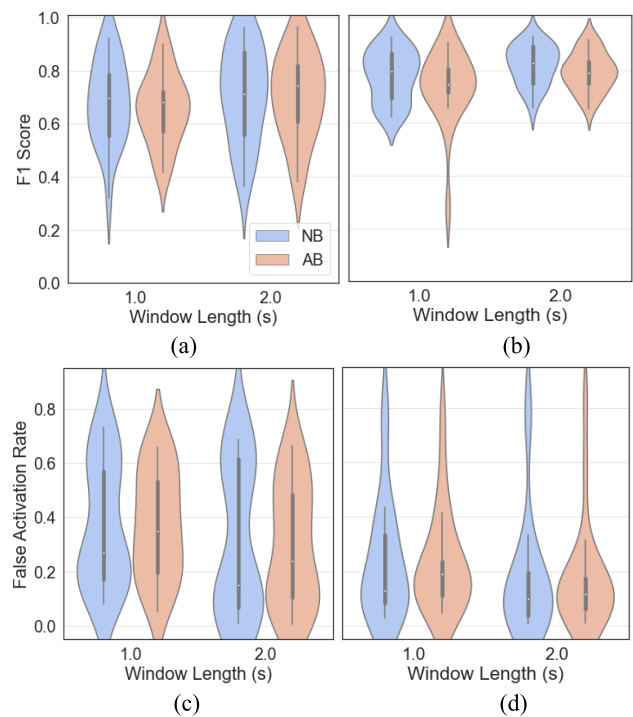 1.0
0.8
0.6
0.4
0.2
0.0
F1 Score
NB
AB
1.0 2.0
Window Length (s)
(a)
1.0 2.0
Window Length (s)
(b)
0.8
0.6
0.4
0.2
0.0
False Activation Rate
1.0 2.0
Window Length (s)
(c)
1.0 2.0
Window Length (s)
(d)